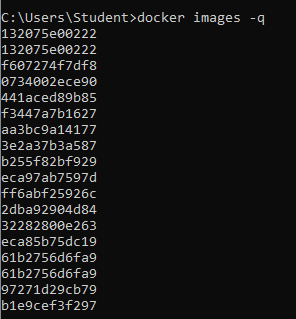 C:\Users\Student>docker images -q
132075e00222
132075e00222
f607274f7df8
0734002ece90
441aced89b85
f3447a7b1627
aa3bc9a14177
3e2a37b3a587
b255f82bf929
eca97ab7597d
ff6abf25926c
2dba92904d84
32282800e263
eca85b75dc19
61b2756d6fa9
61b2756d6fa9
97271d29cb79
b1e9cef3f297